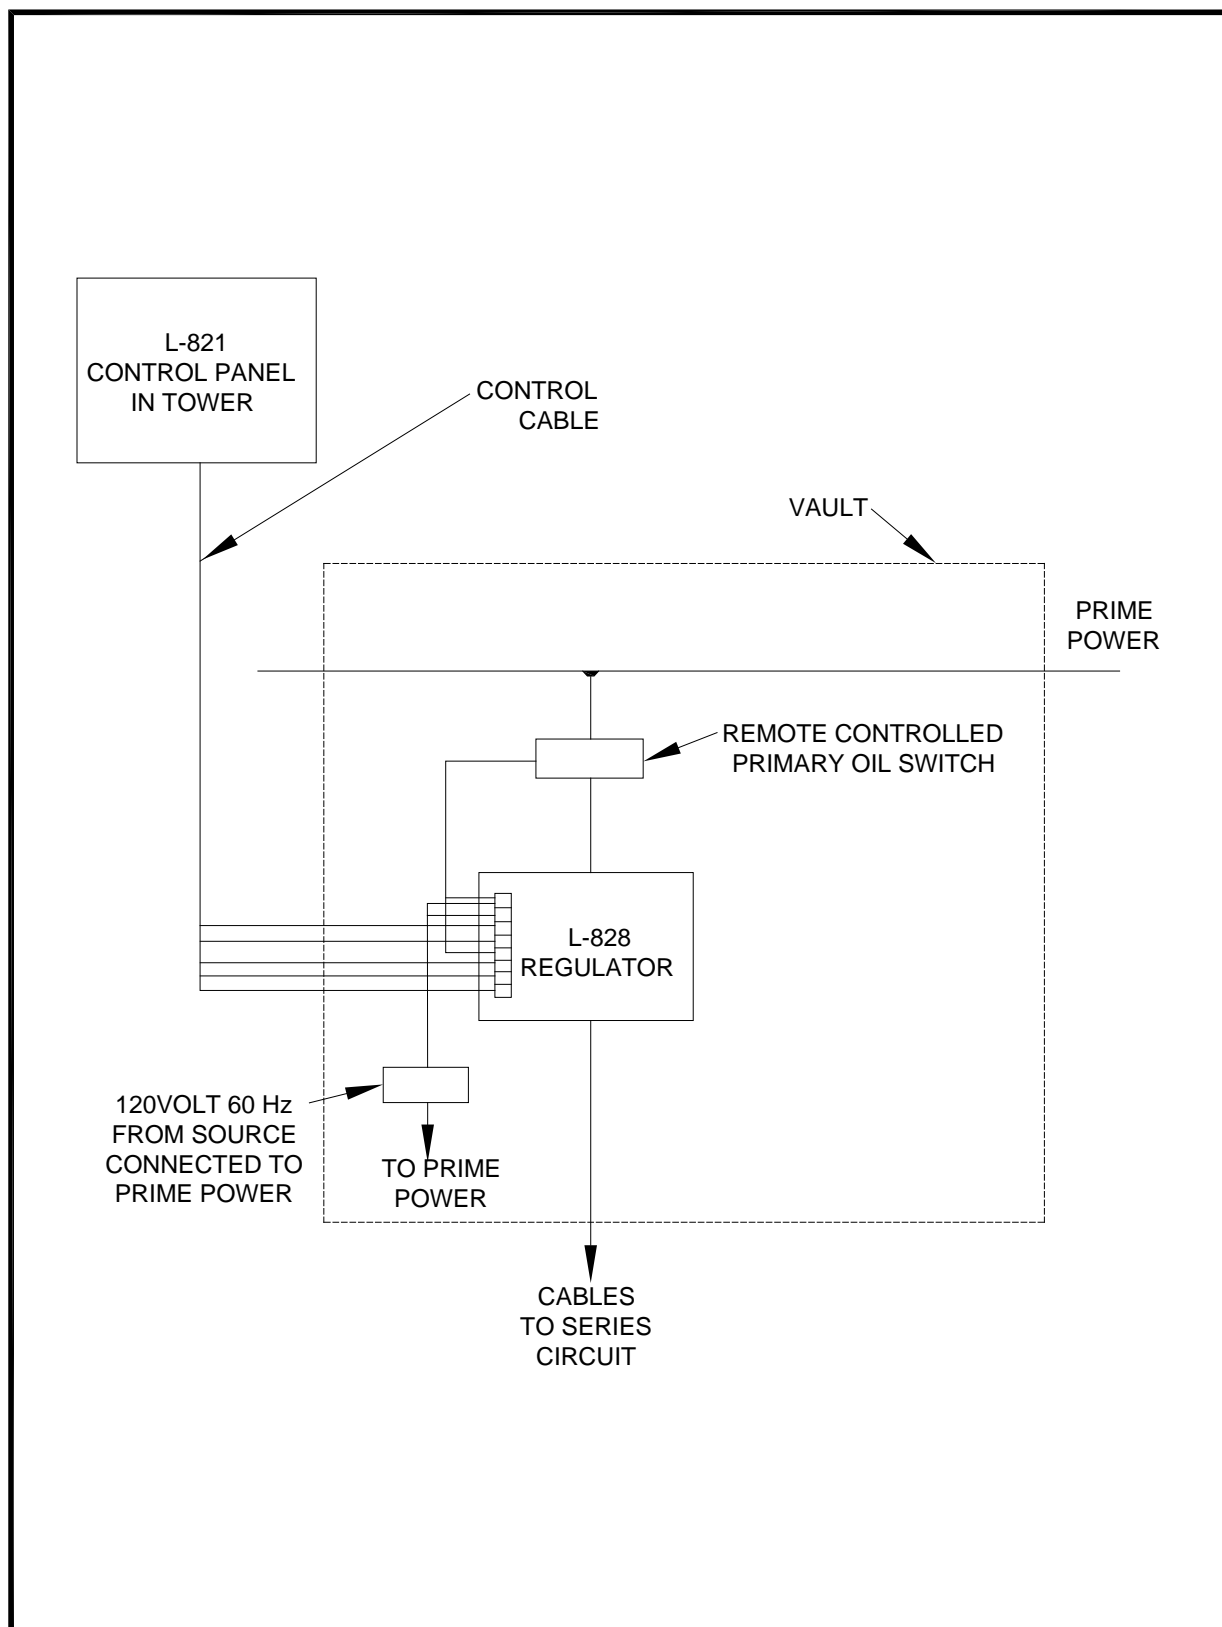 L-821
CONTROL PANEL
IN TOWER
CONTROL
CABLE
VAULT
PRIME
POWER
REMOTE CONTROLLED
PRIMARY OIL SWITCH
L-828
REGULATOR
120VOLT 60 Hz
FROM SOURCE
CONNECTED TO
PRIME POWER
TO PRIME
POWER
CABLES
TO SERIES
CIRCUIT